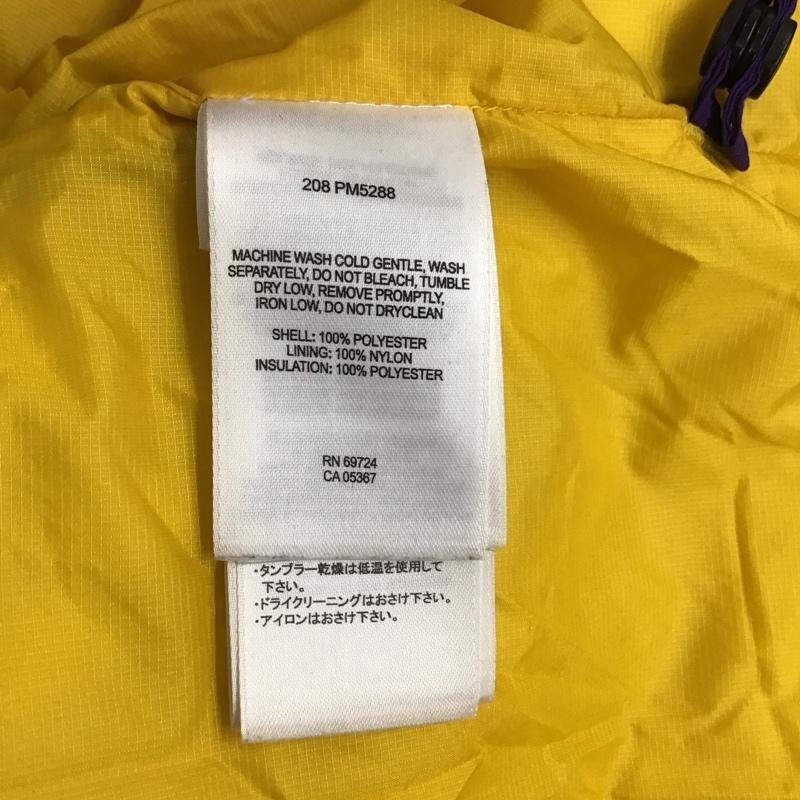 208 PM5288
MACHINE WASH COLD GENTLE, WASH
SEPARATELY, DO NOT BLEACH, TUMBLE
DRY LOW, REMOVE PROMPTLY,
IRON LOW, DO NOT DRYCLEAN
SHELL: 100% POLYESTER
LINING: 100% NYLON
INSULATION: 100% POLYESTER
RN 69724
CA 05367
・タンブラー乾燥は低温を使用して
下さい。
・ドライクリーニングはおさけ下さい。
・アイロンはおさけ下さい。